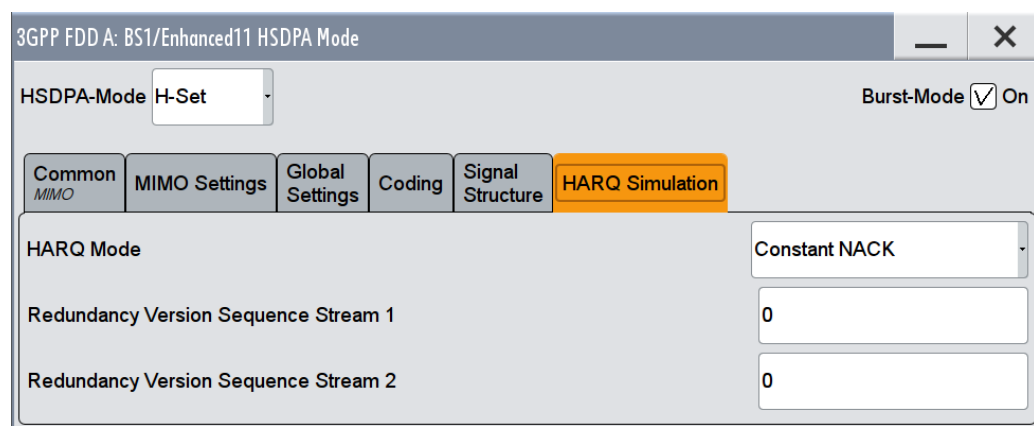 3GPP FDD A: BS1/Enhanced11 HSDPA Mode
HSDPA-Mode H-Set Burst-Mode On
Common
MIMO
MIMO Settings
Global
Settings
Coding
Signal
Structure
HARQ Simulation
HARQ Mode Constant NACK
Redundancy Version Sequence Stream 1 0
Redundancy Version Sequence Stream 2 0